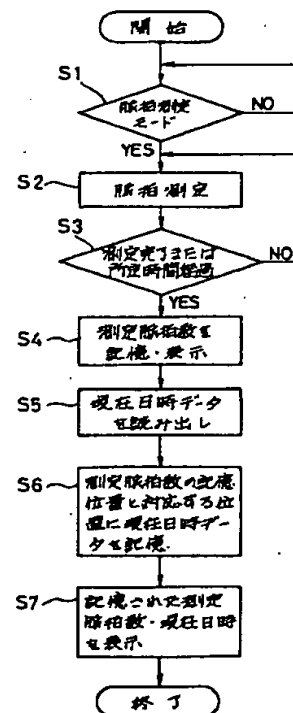 開始
S1
脈拍測定
モード
NO
YES
S2
脈拍測定
S3
測定完了または
所定時間経過
NO
YES
S4
測定脈拍数を
記憶・表示
S5
現在日時データ
を読み出し
S6
測定脈拍数の記憶
位置と対応する位
置に現在日時デー
タを記憶.
S7
記憶された測定
脈拍数・現在日時
を表示
終了